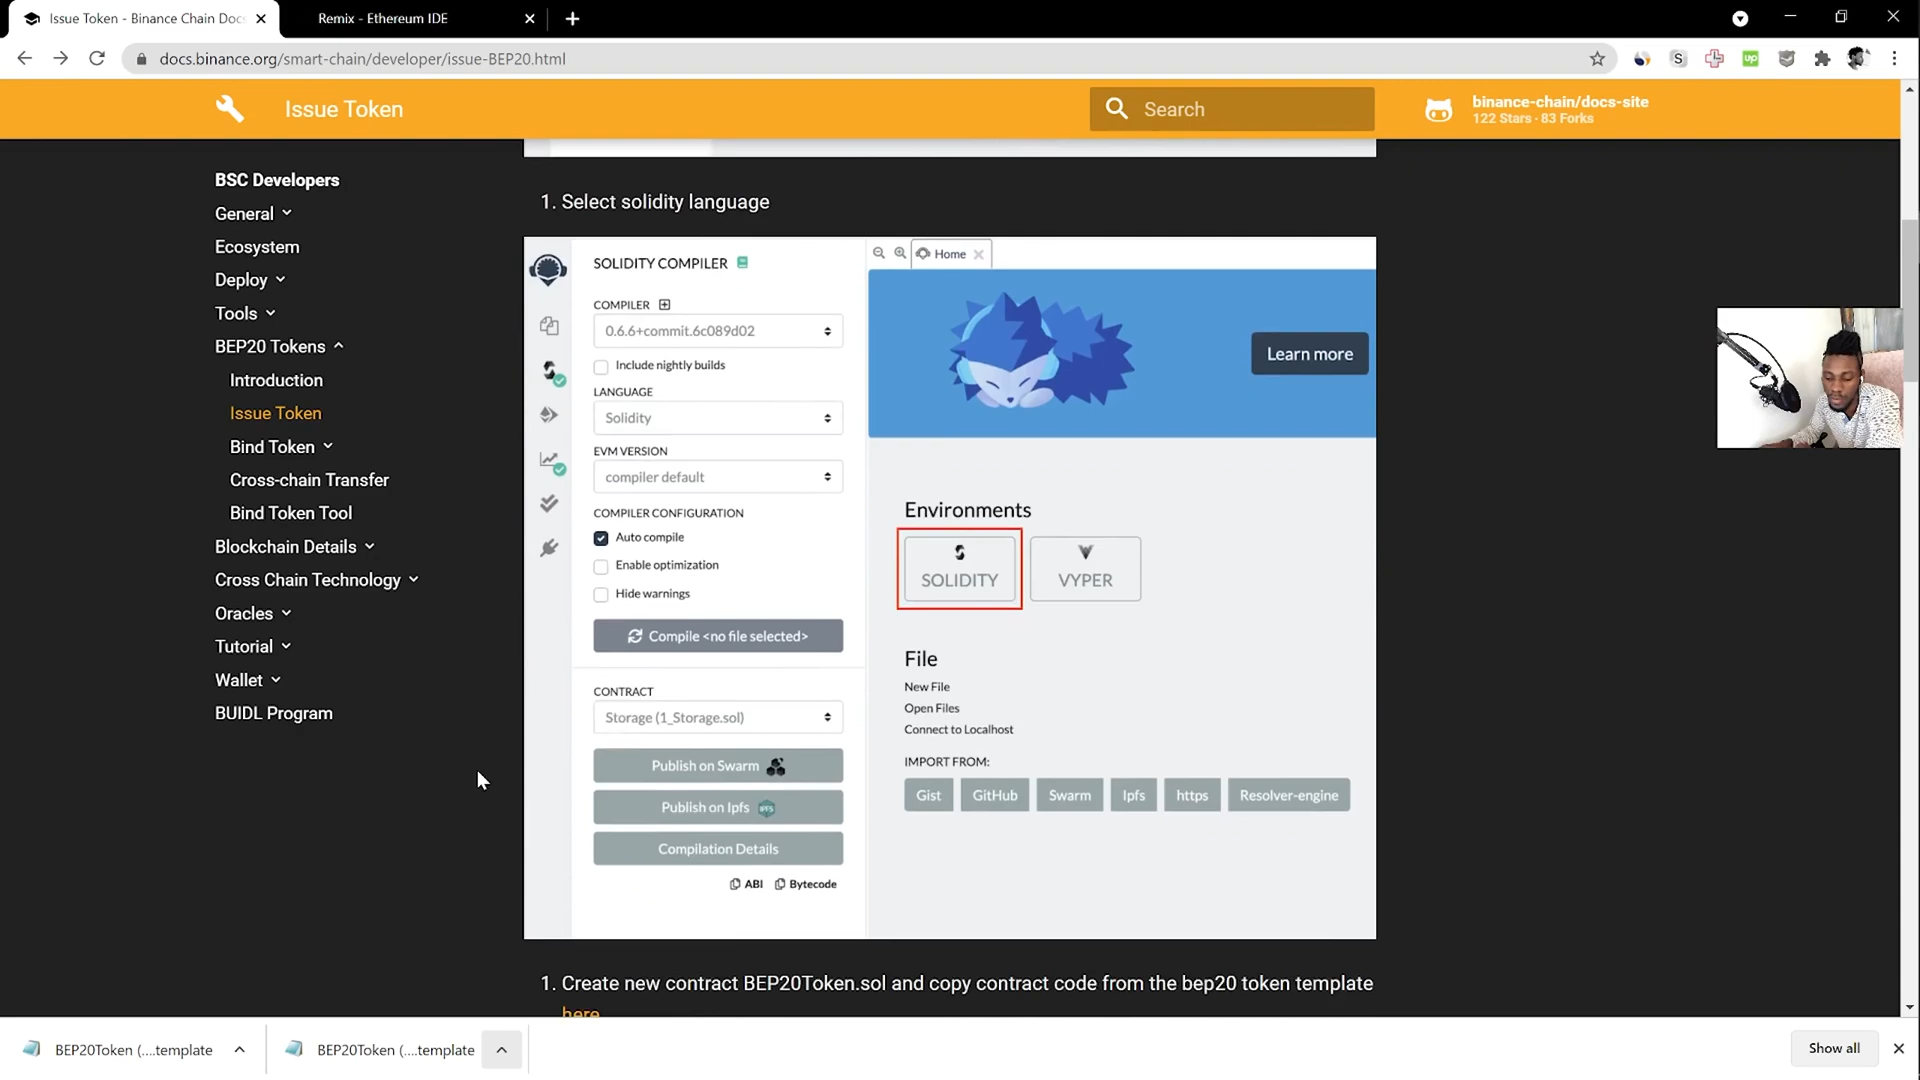 Issue Token - Binance Chain Docs
Remix - Ethereum IDE
docs.binance.org/smart-chain/developer/issue-BEP20.html
Issue Token
Search
binance-chain/docs-site
122 Stars · 83 Forks
BSC Developers
General
Ecosystem
Deploy
Tools
BEP20 Tokens
Introduction
Issue Token
Bind Token
Cross-chain Transfer
Bind Token Tool
Blockchain Details
Cross Chain Technology
Oracles
Tutorial
Wallet
BUIDL Program
1. Select solidity language
SOLIDITY COMPILER
COMPILER
0.6.6+commit.6c089d02
Include nightly builds
LANGUAGE
Solidity
EVM VERSION
compiler default
COMPILER CONFIGURATION
Auto compile
Enable optimization
Hide warnings
Compile <no file selected>
CONTRACT
Storage (1_Storage.sol)
Publish on Swarm
Publish on Ipfs
IPFS
Compilation Details
ABI Bytecode
Home
Learn more
Environments
SOLIDITY VYPER
File
New File
Open Files
Connect to Localhost
IMPORT FROM:
Gist GitHub Swarm Ipfs https Resolver-engine
1. Create new contract BEP20Token.sol and copy contract code from the bep20 token template
here
BEP20Token (....template
BEP20Token (....template
Show all